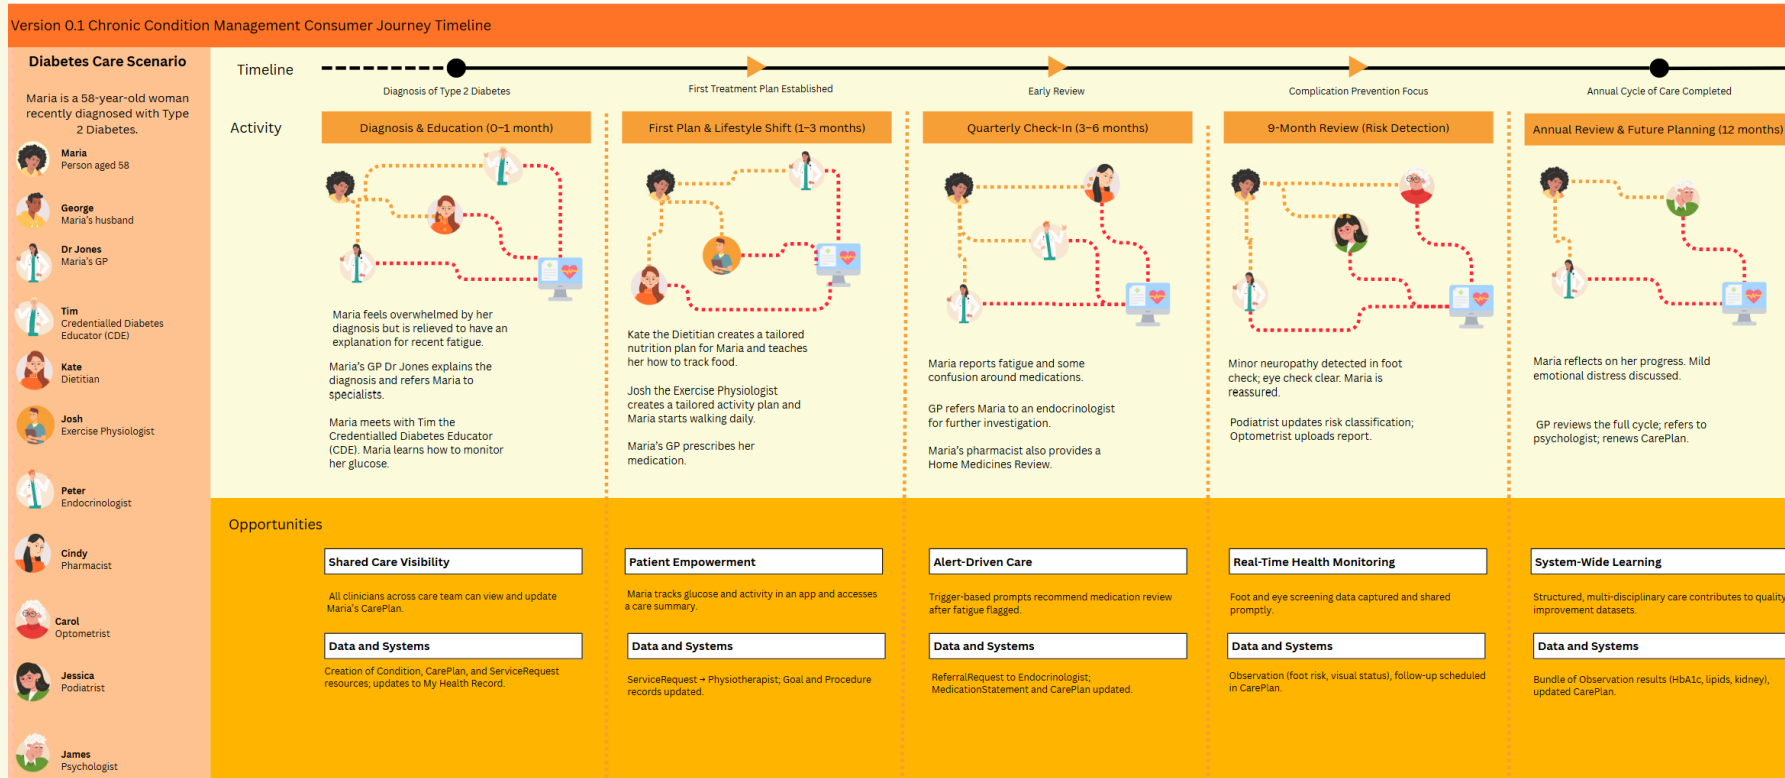 Version 0.1 Chronic Condition Management Consumer Journey Timeline
Diabetes Care Scenario
Maria is a 58-year-old woman
recently diagnosed with Type
2 Diabetes.
Maria
Person aged 58
George
Maria's husband
Dr Jones
Maria's GP
Tim
Credentialled Diabetes
Educator (CDE)
Kate
Dietitian
Josh
Exercise Physiologist
Peter
Endocrinologist
Cindy
Pharmacist
Carol
Optometrist
Jessica
Podiatrist
James
Psychologist
Timeline
Diagnosis of Type 2 Diabetes
First Treatment Plan Established
Early Review
Complication Prevention Focus
Annual Cycle of Care Completed
Activity
Diagnosis & Education (0–1 month)
First Plan & Lifestyle Shift (1–3 months)
Quarterly Check-In (3–6 months)
9-Month Review (Risk Detection)
Annual Review & Future Planning (12 months)
Maria feels overwhelmed by her
diagnosis but is relieved to have an
explanation for recent fatigue.
Maria's GP Dr Jones explains the
diagnosis and refers Maria to
specialists.
Maria meets with Tim the
Credentialled Diabetes Educator
(CDE). Maria learns how to monitor
her glucose.
Kate the Dietitian creates a tailored
nutrition plan for Maria and teaches
her how to track food.
Josh the Exercise Physiologist
creates a tailored activity plan and
Maria starts walking daily.
Maria's GP prescribes her
medication.
Maria reports fatigue and some
confusion around medications.
GP refers Maria to an endocrinologist
for further investigation.
Maria's pharmacist also provides a
Home Medicines Review.
Minor neuropathy detected in foot
check; eye check clear. Maria is
reassured.
Podiatrist updates risk classification;
Optometrist uploads report.
Maria reflects on her progress. Mild
emotional distress discussed.
GP reviews the full cycle; refers to
psychologist; renews CarePlan.
Opportunities
Shared Care Visibility
All clinicians across care team can view and update
Maria's CarePlan.
Data and Systems
Creation of Condition, CarePlan, and ServiceRequest
resources; updates to My Health Record.
Patient Empowerment
Maria tracks glucose and activity in an app and accesses
a care summary.
Data and Systems
ServiceRequest → Physiotherapist; Goal and Procedure
records updated.
Alert-Driven Care
Trigger-based prompts recommend medication review
after fatigue flagged.
Data and Systems
ReferralRequest to Endocrinologist;
MedicationStatement and CarePlan updated.
Real-Time Health Monitoring
Foot and eye screening data captured and shared
promptly.
Data and Systems
Observation (foot risk, visual status), follow-up scheduled
in CarePlan.
System-Wide Learning
Structured, multi-disciplinary care contributes to quality
improvement datasets.
Data and Systems
Bundle of Observation results (HbA1c, lipids, kidney),
updated CarePlan.